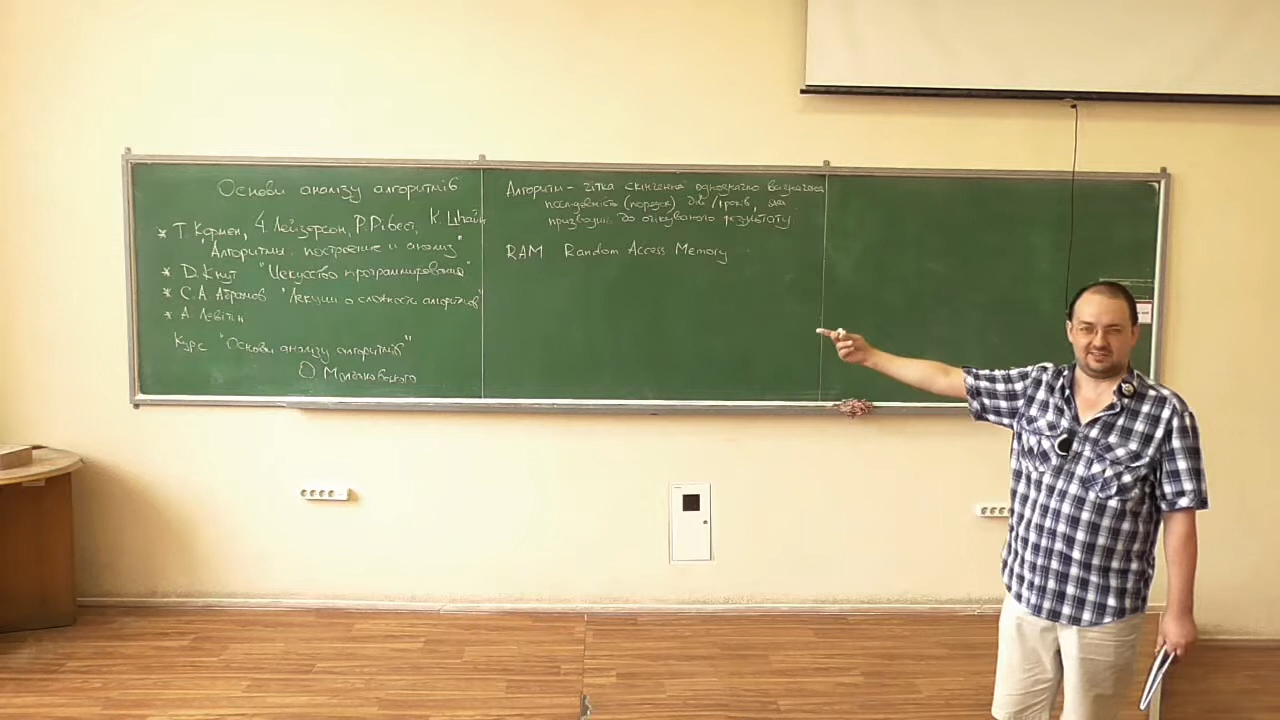 Основи аналізу алгоритмів
* Т. Кормен, Ч. Лейзерсон, Р. Рівест, К. Штайн
"Алгоритмы: построение и анализ"
* D. Кнут "Искусство программирования"
* С.А. Абрамов "Лекции о сложности алгоритмов"
* А. Левітін
Курс "Основи аналізу алгоритмів"
Алгоритм - чітка скінченна однозначно визначена
послідовність (порядок) дій /кроків, яка
призводить до очікуваного результату
RAM Random Access Memory